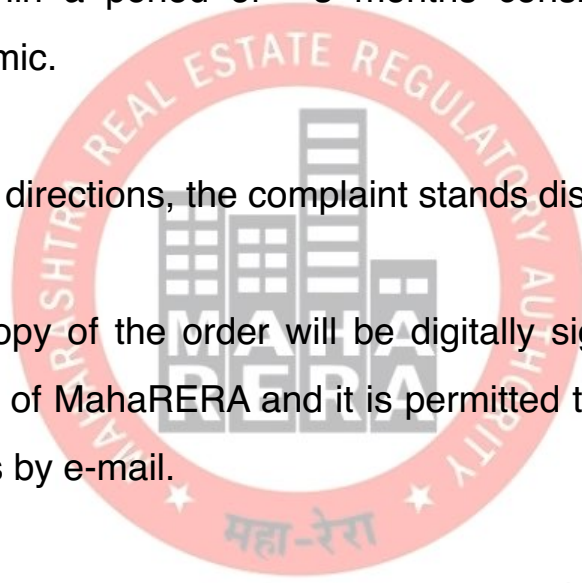 within a period of 3 months consi
mic.
directions, the complaint stands dis
opy of the order will be digitally sig
of MahaRERA and it is permitted t
s by e-mail.
MAHARASHTRA REAL ESTATE REGULATORY AUTHORITY
MAHA
RERA
महा-रेरा